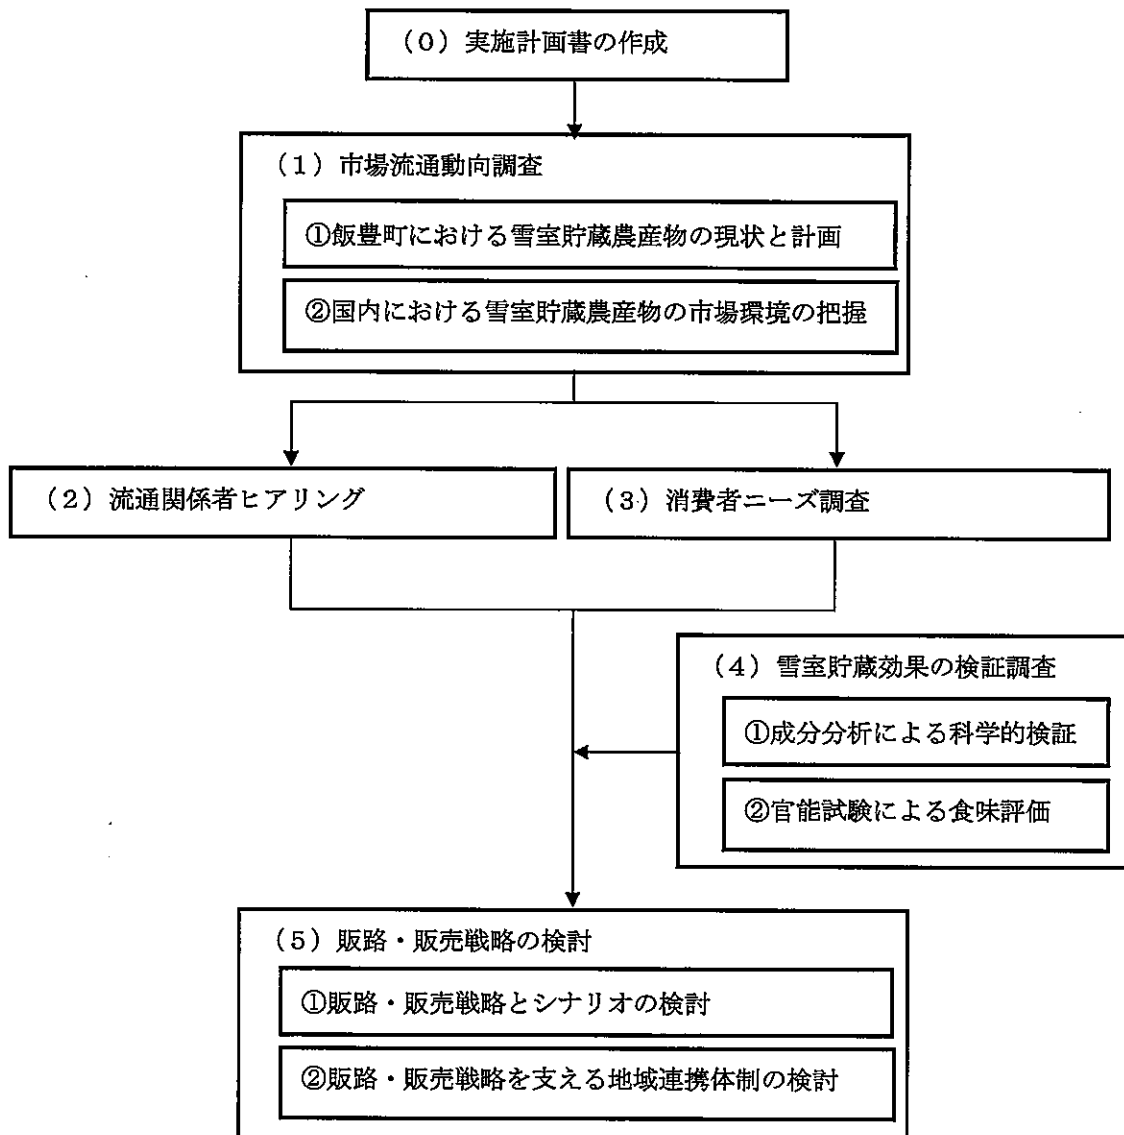 （０）実施計画書の作成
（１）市場流通動向調査
①飯豊町における雪室貯蔵農産物の現状と計画
②国内における雪室貯蔵農産物の市場環境の把握
（２）流通関係者ヒアリング
（３）消費者ニーズ調査
（４）雪室貯蔵効果の検証調査
①成分分析による科学的検証
②官能試験による食味評価
（５）販路・販売戦略の検討
①販路・販売戦略とシナリオの検討
②販路・販売戦略を支える地域連携体制の検討